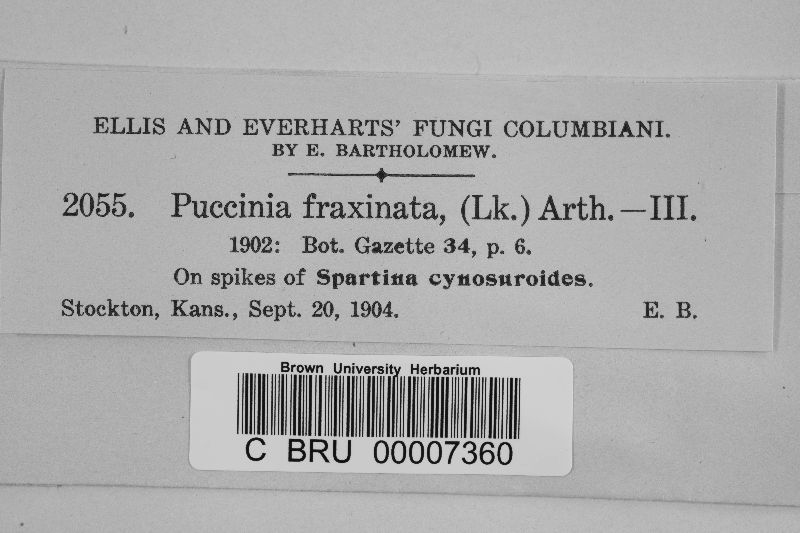 ELLIS AND EVERHARTS' FUNGI COLUMBIANI.
BY E. BARTHOLOMEW.
2055. Puccinia fraxinata, (Lk.) Arth.—III.
1902: Bot. Gazette 34, p. 6.
On spikes of Spartina cynosuroides.
Stockton, Kans., Sept. 20, 1904. E. B.
Brown University Herbarium
C BRU 00007360